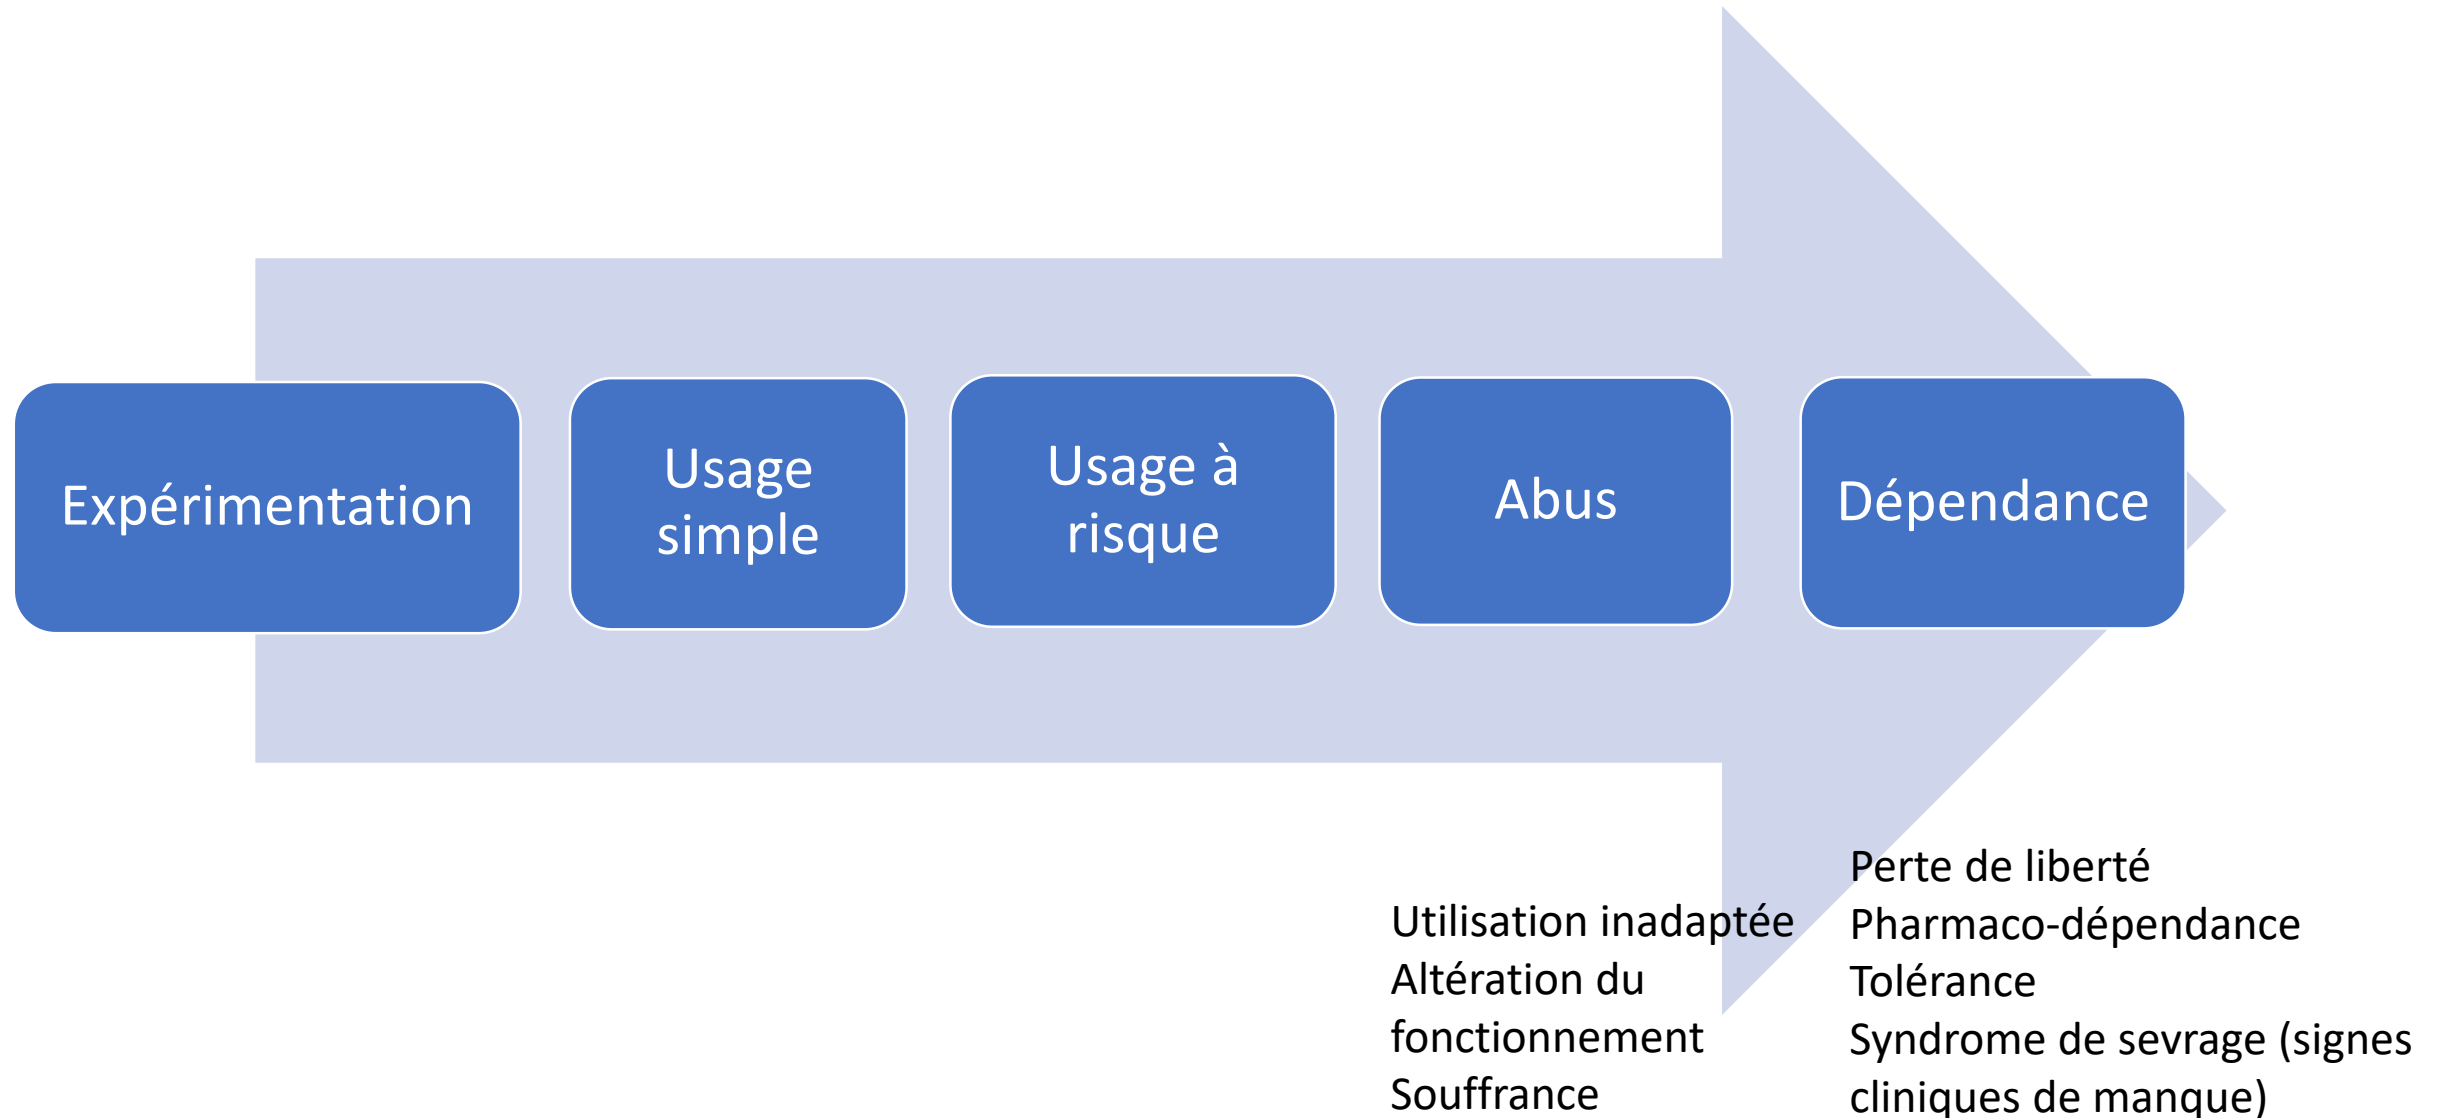 Expérimentation
Usage
simple
Usage à
risque
Abus
Dépendance
Utilisation inadaptée
Altération du
fonctionnement
Souffrance
Perte de liberté
Pharmaco-dépendance
Tolérance
Syndrome de sevrage (signes
cliniques de manque)